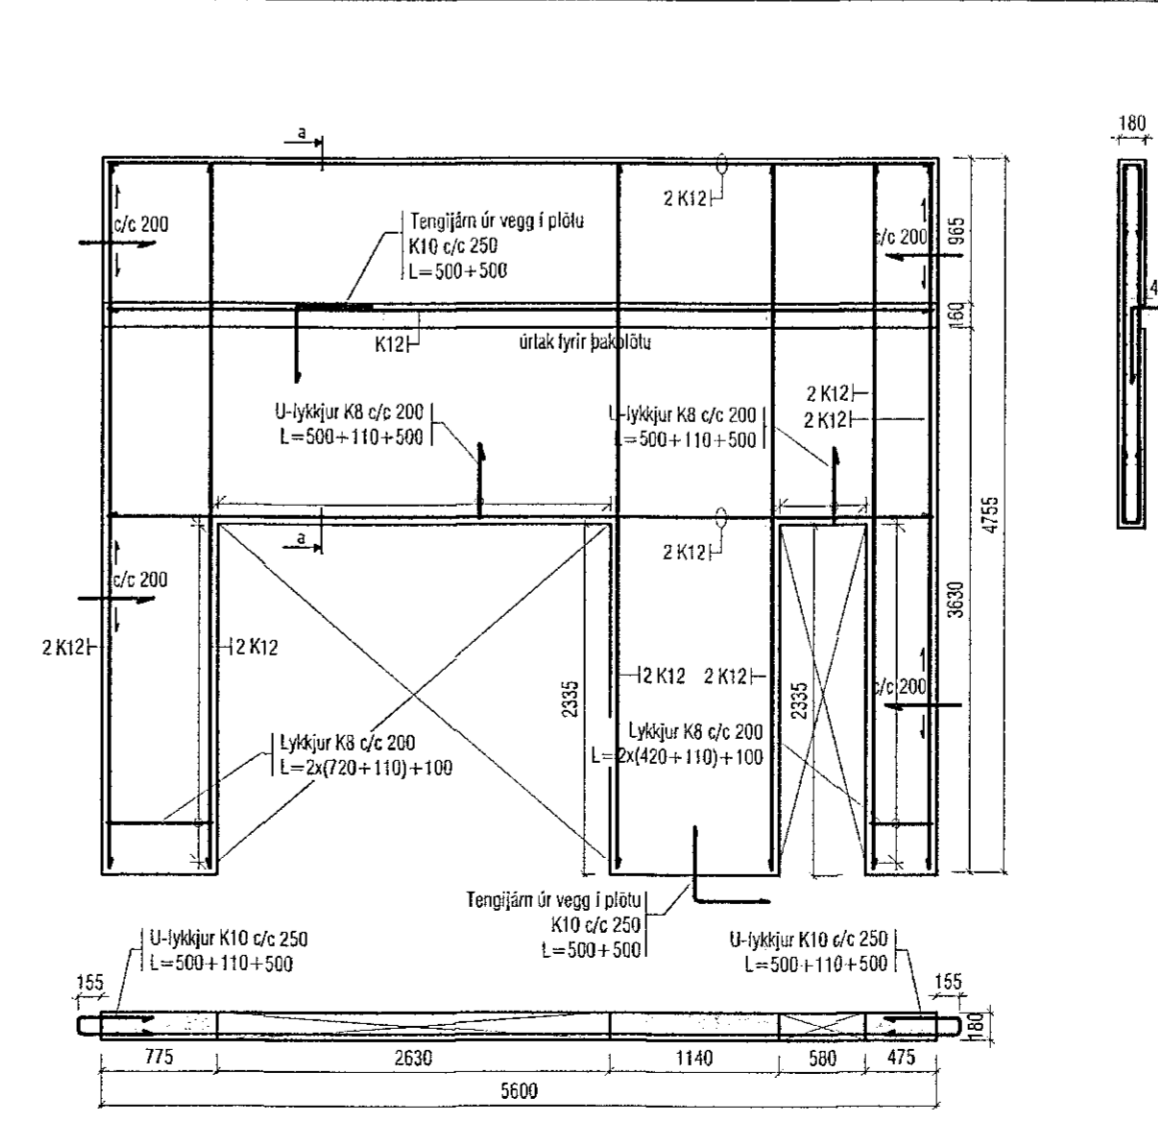 a
180
2 K12
c/c 200
Tengijárn úr vegg í plötu
K10 c/c 250
L=500+500
c/c 200
965
4
160
K12
úrtak fyrir þakplötu
2 K12
2 K12
U-lykkjur K8 c/c 200
L=500+110+500
U-lykkjur K8 c/c 200
L=500+110+500
4755
a
2 K12
c/c 200
3630
2 K12
2 K12
2335
2 K12
2 K12
2335
c/c 200
Lykkjur K8 c/c 200
L=2x(720+110)+100
Lykkjur K8 c/c 200
L=2x(420+110)+100
Tengijárn úr vegg í plötu
K10 c/c 250
L=500+500
U-lykkjur K10 c/c 250
L=500+110+500
U-lykkjur K10 c/c 250
L=500+110+500
155
155
180
775
2630
1140
580
475
5600